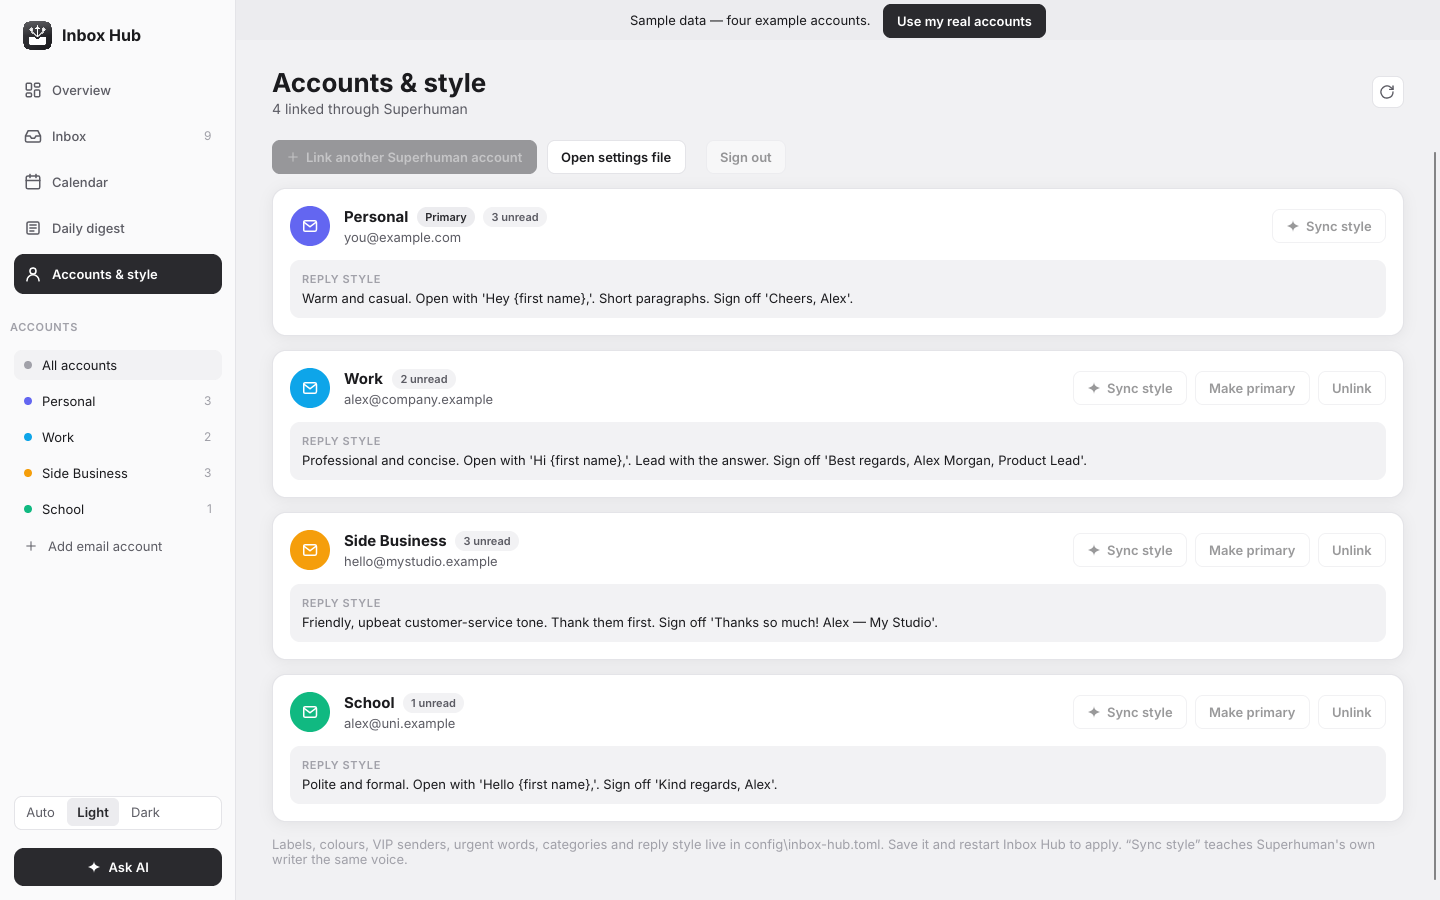 Inbox Hub
Overview
Inbox 9
Calendar
Daily digest
Accounts & style
ACCOUNTS
All accounts
Personal 3
Work 2
Side Business 3
School 1
Add email account
Auto Light Dark
Ask AI
Sample data — four example accounts. Use my real accounts
Accounts & style
4 linked through Superhuman
Link another Superhuman account Open settings file Sign out
Personal Primary 3 unread
you@example.com
Sync style
REPLY STYLE
Warm and casual. Open with 'Hey {first name},'. Short paragraphs. Sign off 'Cheers, Alex'.
Work 2 unread
alex@company.example
Sync style Make primary Unlink
REPLY STYLE
Professional and concise. Open with 'Hi {first name},'. Lead with the answer. Sign off 'Best regards, Alex Morgan, Product Lead'.
Side Business 3 unread
hello@mystudio.example
Sync style Make primary Unlink
REPLY STYLE
Friendly, upbeat customer-service tone. Thank them first. Sign off 'Thanks so much! Alex — My Studio'.
School 1 unread
alex@uni.example
Sync style Make primary Unlink
REPLY STYLE
Polite and formal. Open with 'Hello {first name},'. Sign off 'Kind regards, Alex'.
Labels, colours, VIP senders, urgent words, categories and reply style live in config\inbox-hub.toml. Save it and restart Inbox Hub to apply. “Sync style” teaches Superhuman's own
writer the same voice.